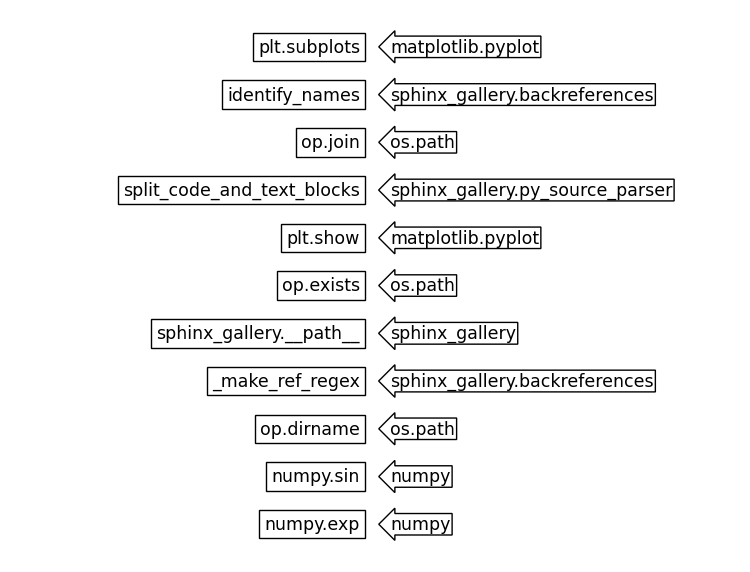 plt.subplots matplotlib.pyplot
identify_names sphinx_gallery.backreferences
op.join os.path
split_code_and_text_blocks sphinx_gallery.py_source_parser
plt.show matplotlib.pyplot
op.exists os.path
sphinx_gallery.__path__ sphinx_gallery
_make_ref_regex sphinx_gallery.backreferences
op.dirname os.path
numpy.sin numpy
numpy.exp numpy